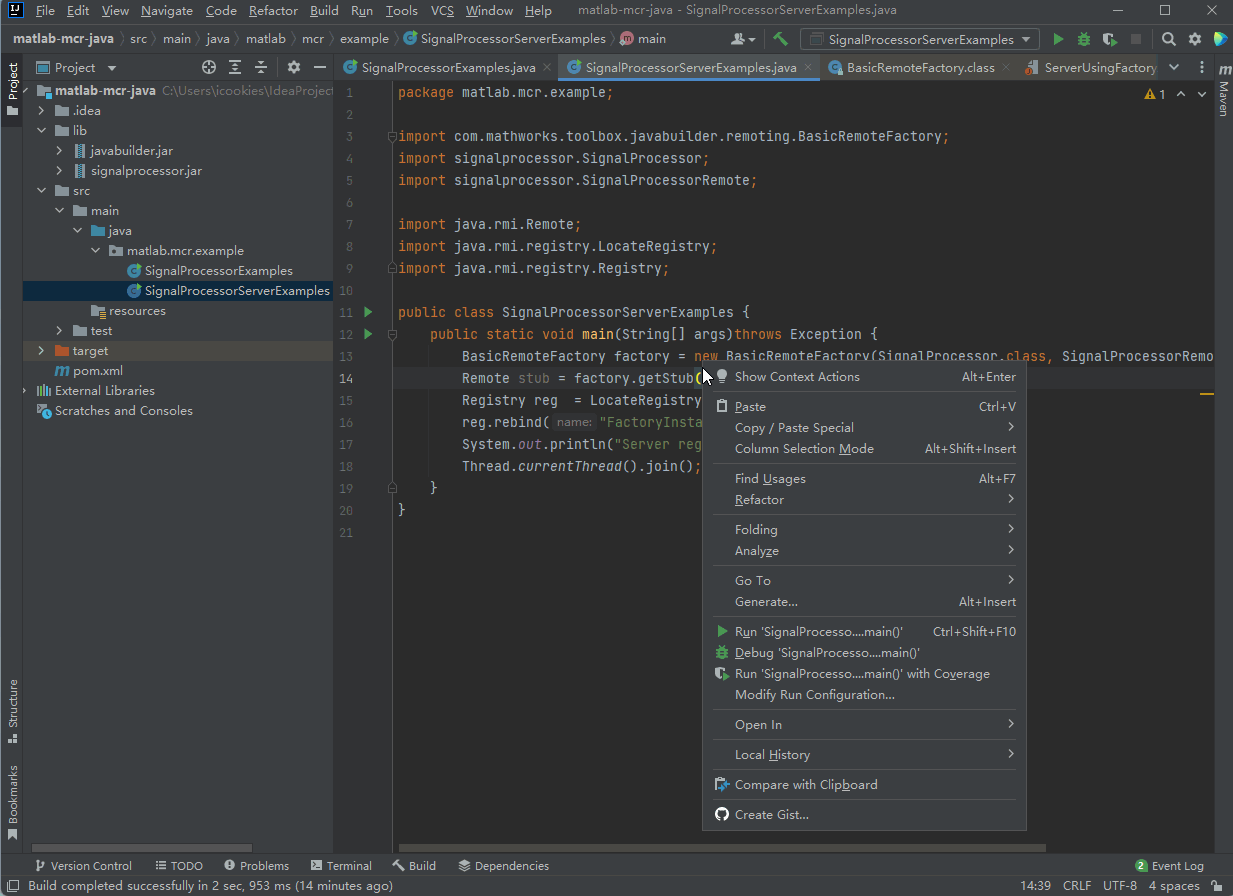 File Edit View Navigate Code Refactor Build Run Tools VCS Window Help matlab-mcr-java - SignalProcessorServerExamples.java
matlab-mcr-java src main java matlab mcr example SignalProcessorServerExamples main SignalProcessorServerExamples
Project SignalProcessorExamples.java SignalProcessorServerExamples.java BasicRemoteFactory.class ServerUsingFactory
Project
Structure
Bookmarks
Maven
matlab-mcr-java C:\Users\icookies\IdeaProject
.idea
lib
javabuilder.jar
signalprocessor.jar
src
main
java
matlab.mcr.example
SignalProcessorExamples
SignalProcessorServerExamples
resources
test
target
pom.xml
External Libraries
Scratches and Consoles
1 package matlab.mcr.example; 1
2
3 import com.mathworks.toolbox.javabuilder.remoting.BasicRemoteFactory;
4 import signalprocessor.SignalProcessor;
5 import signalprocessor.SignalProcessorRemote;
6
7 import java.rmi.Remote;
8 import java.rmi.registry.LocateRegistry;
9 import java.rmi.registry.Registry;
10
11 public class SignalProcessorServerExamples {
12 public static void main(String[] args)throws Exception {
13 BasicRemoteFactory factory = new BasicRemoteFactory(SignalProcessor.class, SignalProcessorRemo
14 Remote stub = factory.getStub(
15 Registry reg = LocateRegistry
16 reg.rebind( name: "FactoryInsta
17 System.out.println("Server reg
18 Thread.currentThread().join();
19 }
20 }
21
Show Context Actions Alt+Enter
Paste Ctrl+V
Copy / Paste Special
Column Selection Mode Alt+Shift+Insert
Find Usages Alt+F7
Refactor
Folding
Analyze
Go To
Generate... Alt+Insert
Run 'SignalProcesso....main()' Ctrl+Shift+F10
Debug 'SignalProcesso....main()'
Run 'SignalProcesso....main()' with Coverage
Modify Run Configuration...
Open In
Local History
Compare with Clipboard
Create Gist...
Version Control TODO Problems Terminal Build Dependencies 2 Event Log
Build completed successfully in 2 sec, 953 ms (14 minutes ago) 14:39 CRLF UTF-8 4 spaces